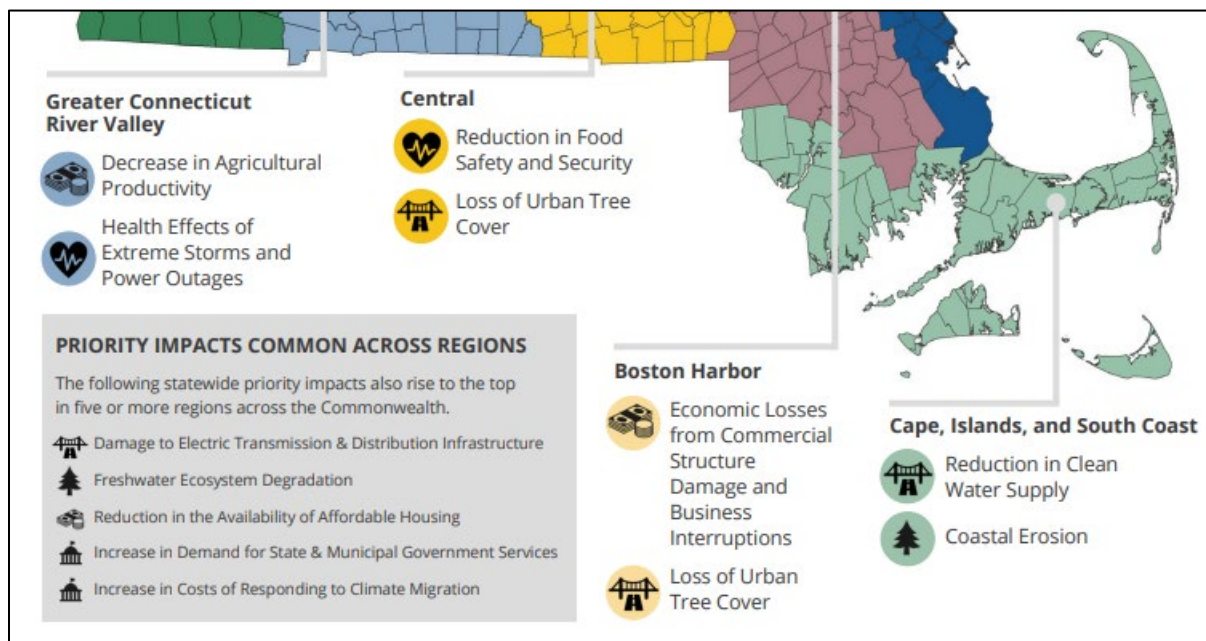 Greater Connecticut
River Valley
Decrease in Agricultural
Productivity
Health Effects of
Extreme Storms and
Power Outages
Central
Reduction in Food
Safety and Security
Loss of Urban Tree
Cover
PRIORITY IMPACTS COMMON ACROSS REGIONS
The following statewide priority impacts also rise to the top
in five or more regions across the Commonwealth.
Damage to Electric Transmission & Distribution Infrastructure
Freshwater Ecosystem Degradation
Reduction in the Availability of Affordable Housing
Increase in Demand for State & Municipal Government Services
Increase in Costs of Responding to Climate Migration
Boston Harbor
Economic Losses
from Commercial
Structure
Damage and
Business
Interruptions
Loss of Urban
Tree Cover
Cape, Islands, and South Coast
Reduction in Clean
Water Supply
Coastal Erosion